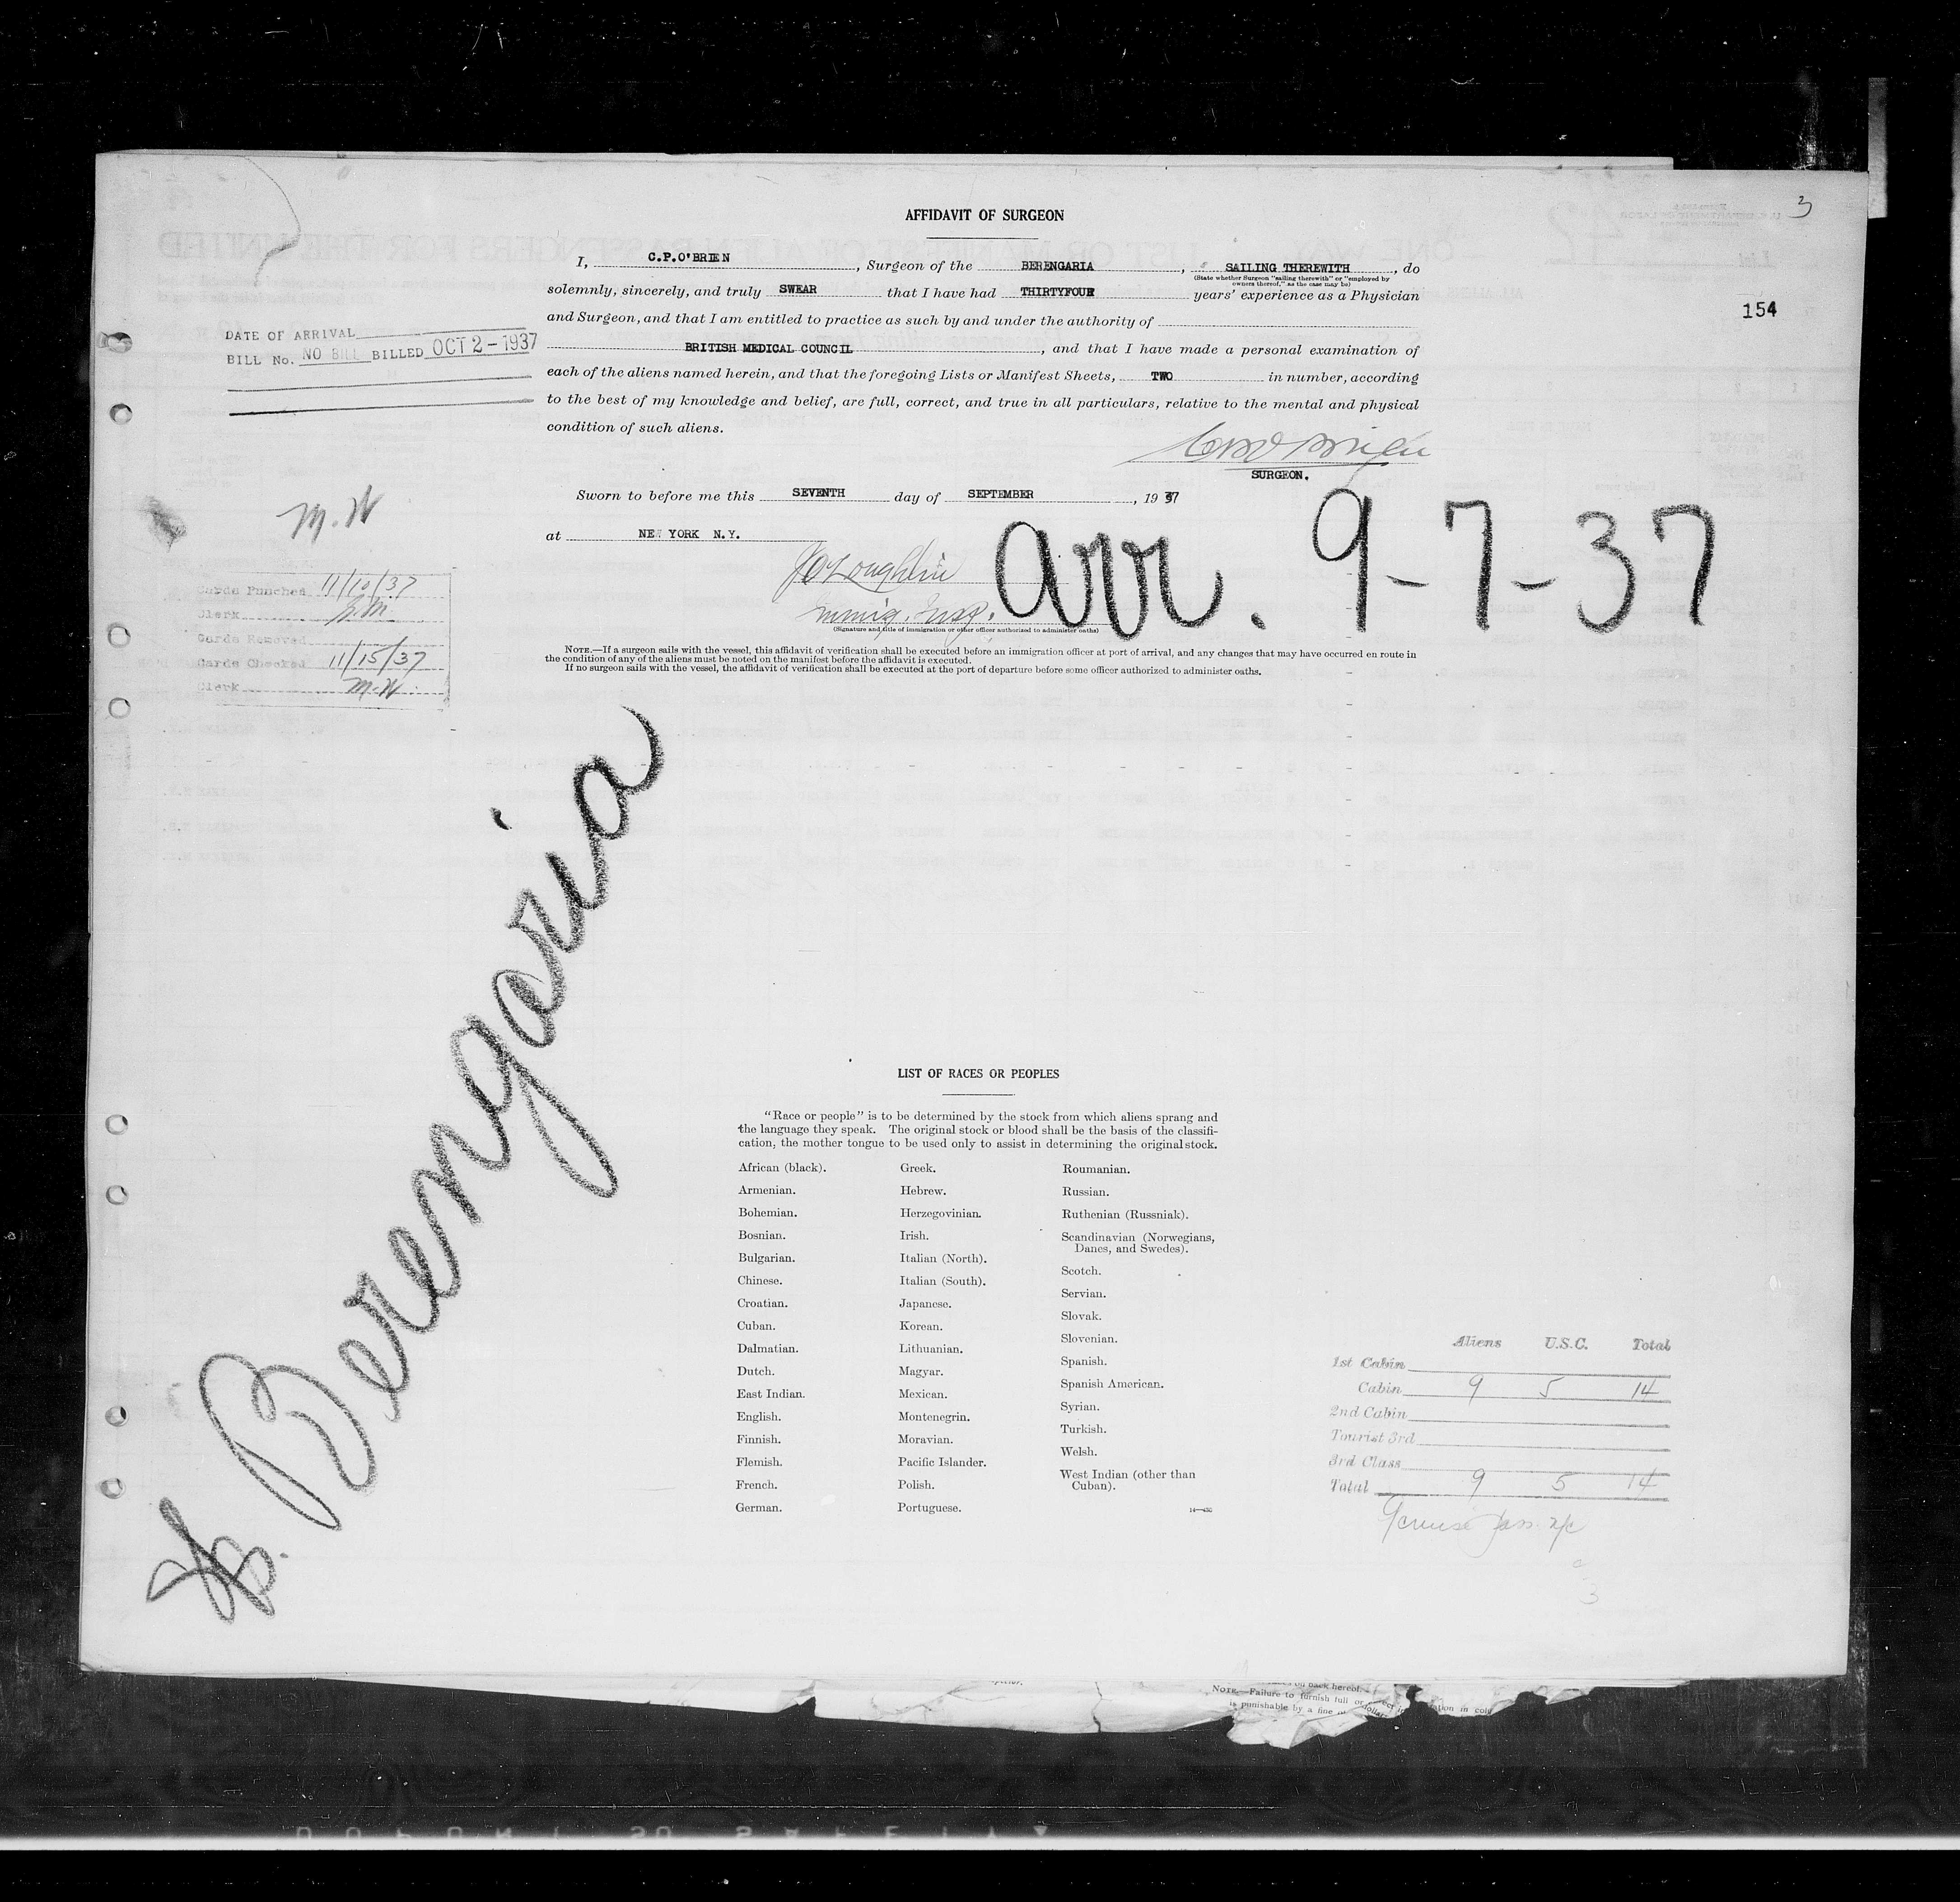 3
AFFIDAVIT OF SURGEON
I, C.P.O'BRIEN, Surgeon of the BERENGARIA, SAILING THEREWITH, do
(State whether Surgeon "sailing therewith" or "employed by
owners thereof," as the case may be)
solemnly, sincerely, and truly SWEAR that I have had THIRTYFOUR years' experience as a Physician
154
and Surgeon, and that I am entitled to practice as such by and under the authority of
BRITISH MEDICAL COUNCIL, and that I have made a personal examination of
each of the aliens named herein, and that the foregoing Lists or Manifest Sheets, TWO in number, according
to the best of my knowledge and belief, are full, correct, and true in all particulars, relative to the mental and physical
condition of such aliens.
DATE OF ARRIVAL
BILL No. NO BILL BILLED OCT 2-1937
SURGEON.
Sworn to before me this SEVENTH day of SEPTEMBER, 1937
at NEW YORK N.Y.
J O'Loughlin
Immig. Insp.
(Signature and title of immigration or other officer authorized to administer oaths)
arr. 9-7-37
M.W
Cards Punched 11/10/37
Clerk
Cards Removed
Cards Checked 11/15/37
Clerk M.W.
NOTE.—If a surgeon sails with the vessel, this affidavit of verification shall be executed before an immigration officer at port of arrival, and any changes that may have occurred en route in
the condition of any of the aliens must be noted on the manifest before the affidavit is executed.
If no surgeon sails with the vessel, the affidavit of verification shall be executed at the port of departure before some officer authorized to administer oaths.
Berengaria
LIST OF RACES OR PEOPLES
"Race or people" is to be determined by the stock from which aliens sprang and
the language they speak. The original stock or blood shall be the basis of the classifi-
cation, the mother tongue to be used only to assist in determining the original stock.
African (black).
Armenian.
Bohemian.
Bosnian.
Bulgarian.
Chinese.
Croatian.
Cuban.
Dalmatian.
Dutch.
East Indian.
English.
Finnish.
Flemish.
French.
German.
Greek.
Hebrew.
Herzegovinian.
Irish.
Italian (North).
Italian (South).
Japanese.
Korean.
Lithuanian.
Magyar.
Mexican.
Montenegrin.
Moravian.
Pacific Islander.
Polish.
Portuguese.
Roumanian.
Russian.
Ruthenian (Russniak).
Scandinavian (Norwegians,
Danes, and Swedes).
Scotch.
Servian.
Slovak.
Slovenian.
Spanish.
Spanish American.
Syrian.
Turkish.
Welsh.
West Indian (other than
Cuban).
Aliens U.S.C. Total
1st Cabin
Cabin 9 5 14
2nd Cabin
Tourist 3rd
3rd Class
Total 9 5 14
3
on back hereof.
NOTE.—Failure to furnish full or
is punishable by a fine